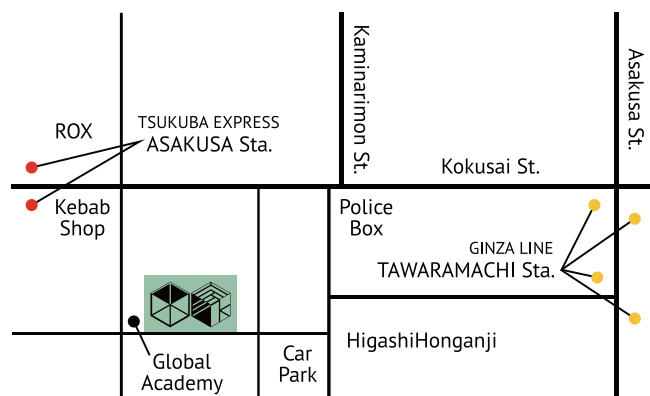 ROX
TSUKUBA EXPRESS
ASAKUSA Sta.
Kaminarimon St.
Kokusai St.
Asakusa St.
Kebab
Shop
Police
Box
GINZA LINE
TAWARAMACHI Sta.
Global
Academy
Car
Park
HigashiHonganji